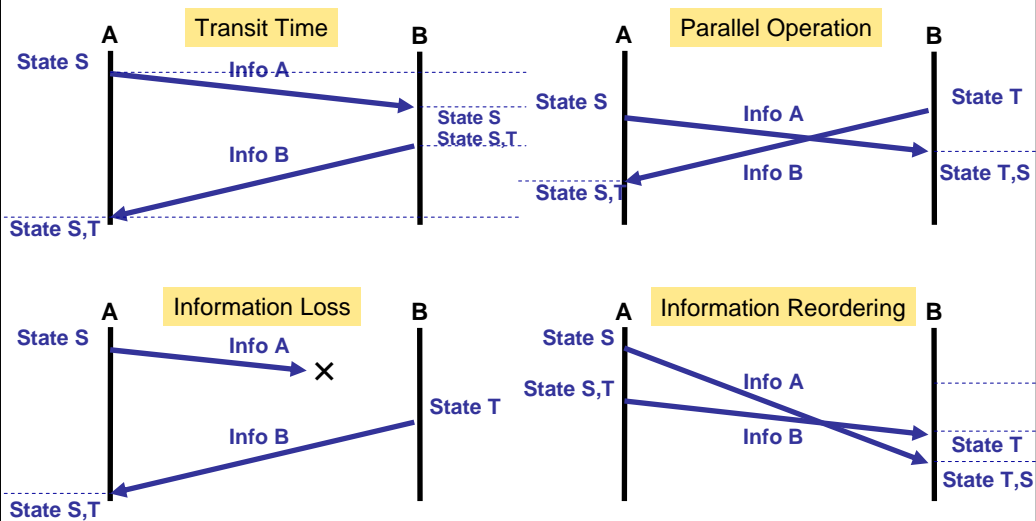 Transit Time
A
B
State S
Info A
State S
State S,T
Info B
State S,T
Parallel Operation
A
B
State S
State T
Info A
Info B
State S,T
State T,S
Information Loss
A
B
State S
Info A
×
State T
Info B
State S,T
Information Reordering
A
B
State S
Info A
State S,T
Info B
State T
State T,S